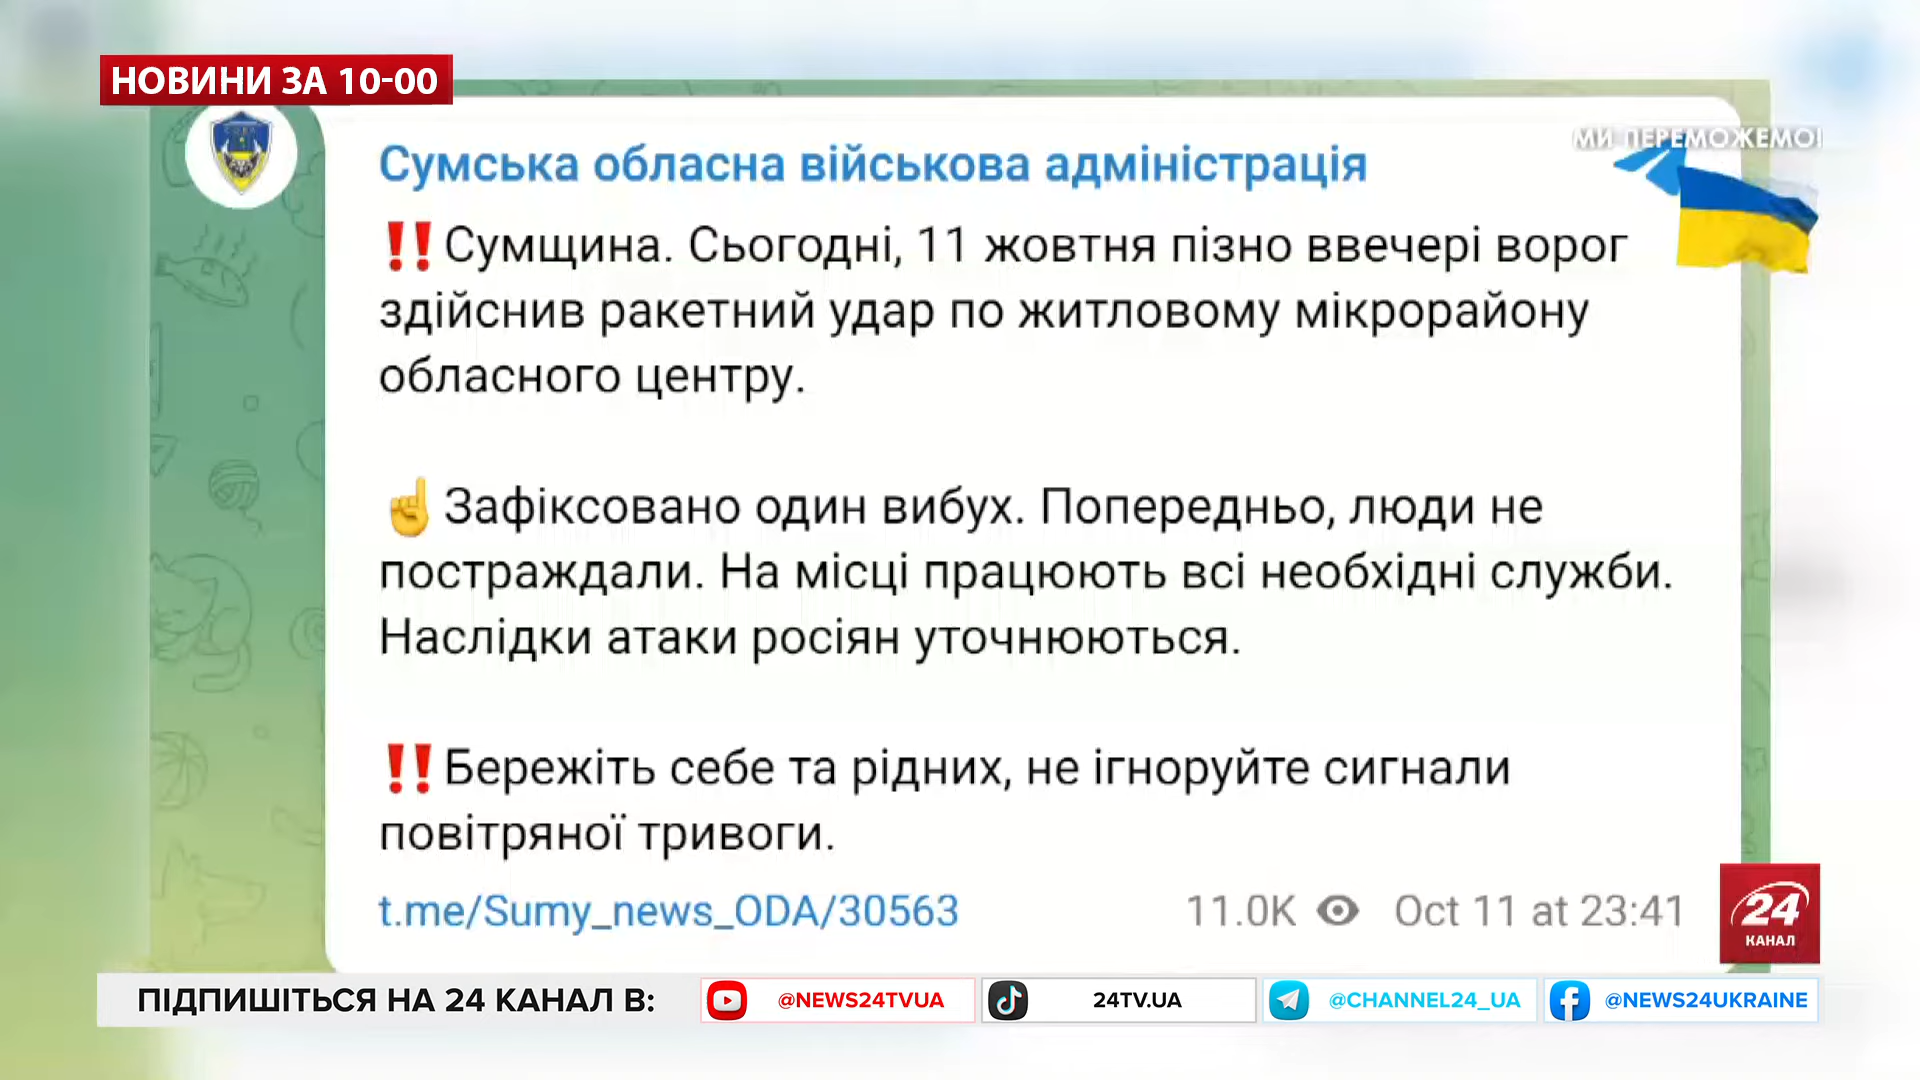 НОВИНИ ЗА 10-00
Сумська обласна військова адміністрація
МИ ПЕРЕМОЖЕМО!
‼️Сумщина. Сьогодні, 11 жовтня пізно ввечері ворог
здійснив ракетний удар по житловому мікрорайону
обласного центру.
☝️Зафіксовано один вибух. Попередньо, люди не
постраждали. На місці працюють всі необхідні служби.
Наслідки атаки росіян уточнюються.
‼️Бережіть себе та рідних, не ігноруйте сигнали
повітряної тривоги.
t.me/Sumy_news_ODA/30563 11.0K Oct 11 at 23:41
24
КАНАЛ
ПІДПИШІТЬСЯ НА 24 КАНАЛ В: @NEWS24TVUA 24TV.UA @CHANNEL24_UA @NEWS24UKRAINE